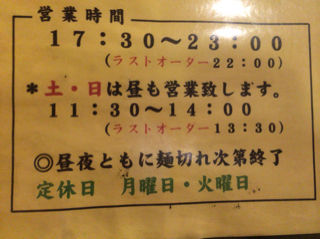 営業時間
17:30～23:00
(ラストオーダー22:00)
＊土・日は昼も営業致します。
11:30～14:00
(ラストオーダー13:30)
◎昼夜ともに麺切れ次第終了
定休日　月曜日・火曜日